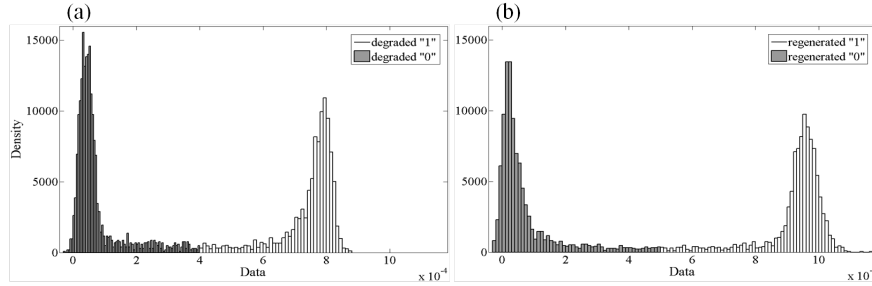 (a)
15000
10000
5000
0
Density
degraded "1"
degraded "0"
0 2 4 6 8 10
Data
x 10⁻⁴
(b)
15000
10000
5000
0
regenerated "1"
regenerated "0"
0 2 4 6 8 10
Data
x 10